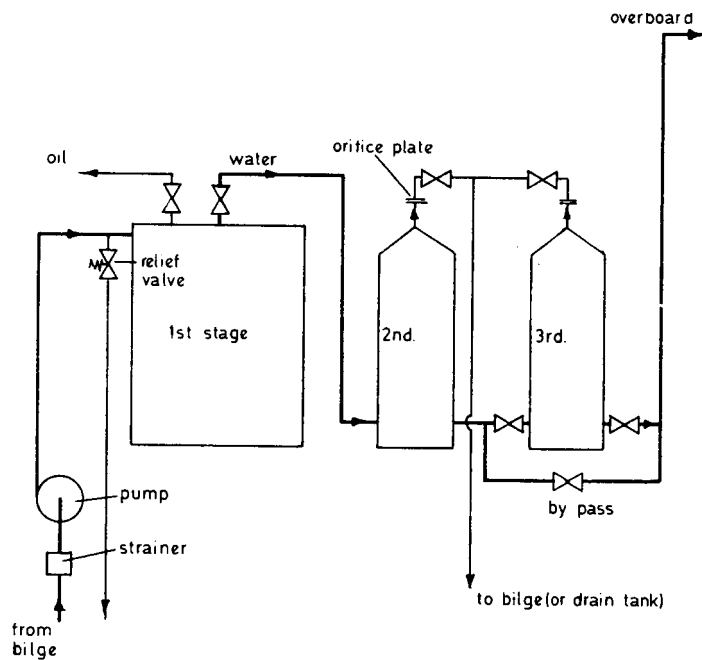 overboard
oil
water
orifice plate
relief
valve
1st stage
2nd.
3rd.
pump
by pass
strainer
to bilge(or drain tank)
from
bilge